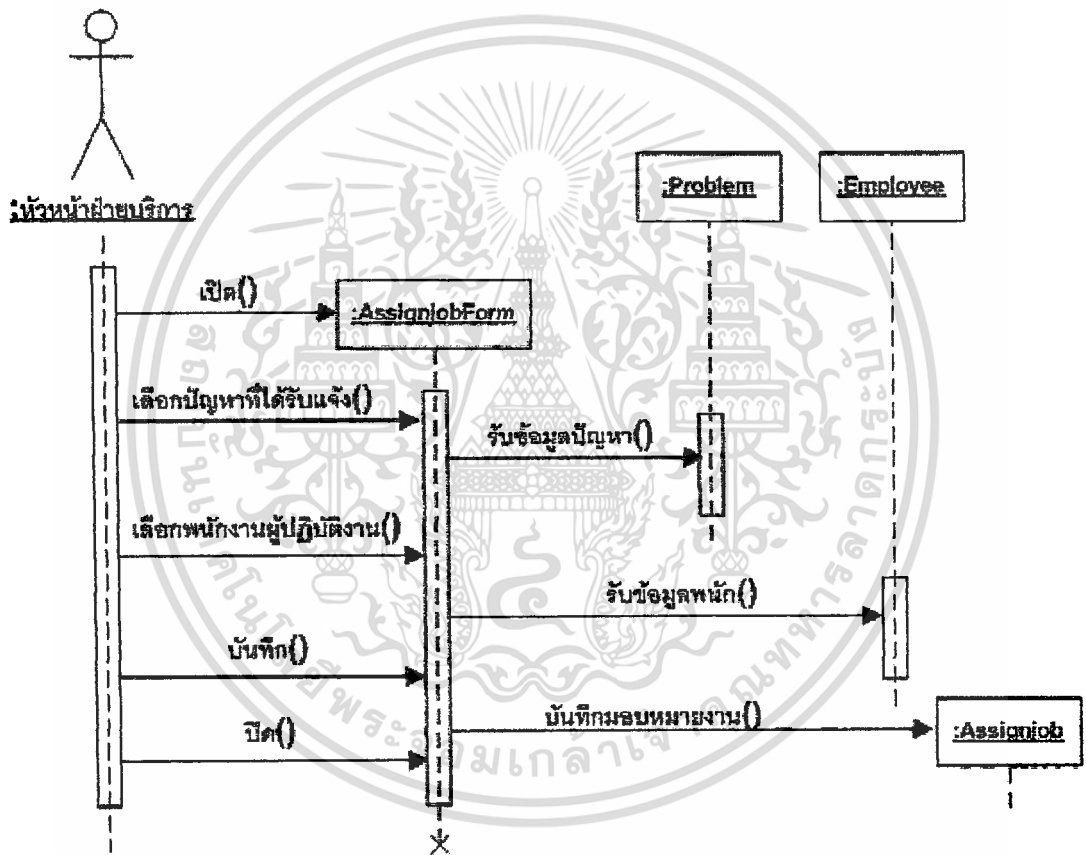 :หัวหน้าฝ่ายบริการ
:Problem
:Employee
เปิด()
:AssignjobForm
เลือกปัญหาที่ได้รับแจ้ง()
รับข้อมูลปัญหา()
เลือกพนักงานผู้ปฏิบัติงาน()
รับข้อมูลพนัก()
บันทึก()
บันทึกมอบหมายงาน()
:Assignjob
ปิด()